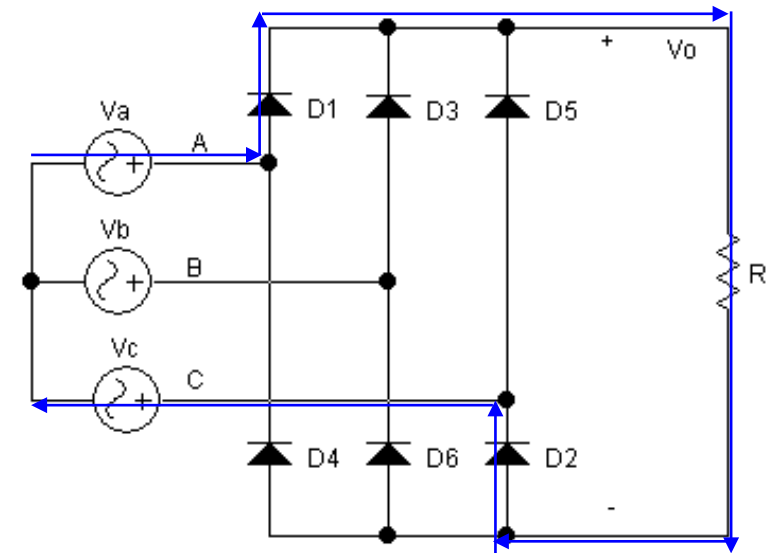 + Vo
D1 D3 D5
Va
A
+
Vb
B
+
R
Vc
C
+
D4 D6 D2
-